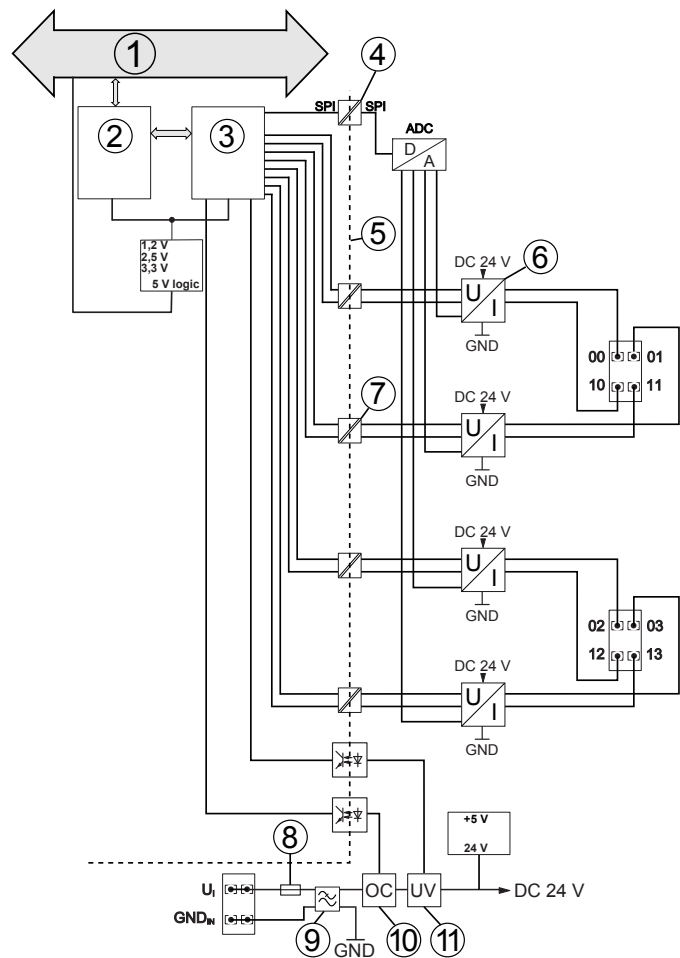 1
4
SPI SPI
ADC
2
3
D
A
5
1,2 V
2,5 V
3,3 V
5 V logic
6
DC 24 V
U
I
GND
00 01
10 11
7
DC 24 V
U
I
GND
DC 24 V
U
I
GND
02 03
12 13
DC 24 V
U
I
GND
+5 V
24 V
8
UI
OC
UV
DC 24 V
GNDIN
9
GND
10
11